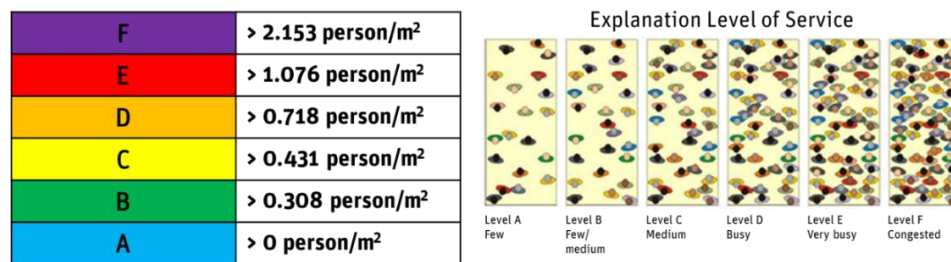 F > 2.153 person/m²
E > 1.076 person/m²
D > 0.718 person/m²
C > 0.431 person/m²
B > 0.308 person/m²
A > 0 person/m²
Explanation Level of Service
Level A
Few
Level B
Few/
medium
Level C
Medium
Level D
Busy
Level E
Very busy
Level F
Congested